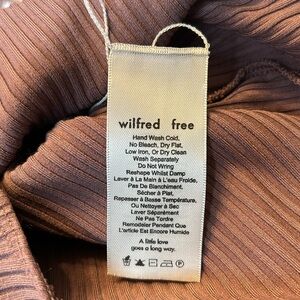 wilfred free
Hand Wash Cold,
No Bleach, Dry Flat,
Low Iron, Or Dry Clean
Wash Separately
Do Not Wring
Reshape Whilst Damp
Laver à La Main à L'eau Froide,
Pas De Blanchiment,
Sécher à Plat,
Repasser à Basse Température,
Ou Nettoyer à Sec
Laver Séparément
Ne Pas Tordre
Remodeler Pendant Que
L'article Est Encore Humide
A little love
goes a long way.